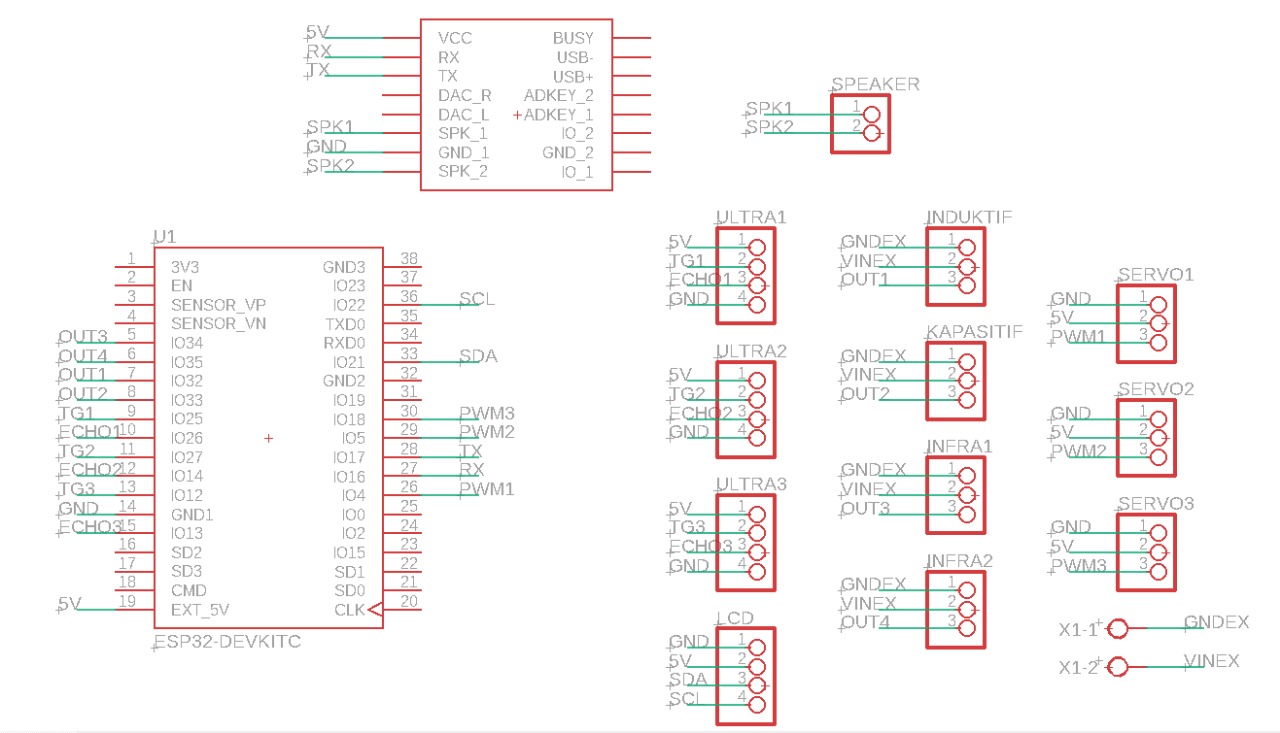 5V VCC BUSY
RX RX USB-
TX TX USB+
DAC_R ADKEY_2
DAC_L ADKEY_1
SPK1 SPK_1 IO_2
GND GND_1 GND_2
SPK2 SPK_2 IO_1
SPEAKER
SPK1 1
SPK2 2
U1
1 3V3 GND3 38
2 EN IO23 37
3 SENSOR_VP IO22 36 SCL
4 SENSOR_VN TXD0 35
OUT3 5 IO34 RXD0 34
OUT4 6 IO35 IO21 33 SDA
OUT1 7 IO32 GND2 32
OUT2 8 IO33 IO19 31
TG1 9 IO25 IO18 30 PWM3
ECHO1 10 IO26 IO5 29 PWM2
TG2 11 IO27 IO17 28 TX
ECHO2 12 IO14 IO16 27 RX
TG3 13 IO12 IO4 26 PWM1
GND 14 GND1 IO0 25
ECHO3 15 IO13 IO2 24
16 SD2 IO15 23
17 SD3 SD1 22
18 CMD SD0 21
5V 19 EXT_5V CLK 20
ESP32-DEVKITC
ULTRA1
5V 1
TG1 2
ECHO1 3
GND 4
ULTRA2
5V 1
TG2 2
ECHO2 3
GND 4
ULTRA3
5V 1
TG3 2
ECHO3 3
GND 4
LCD
GND 1
5V 2
SDA 3
SCL 4
INDUKTIF
GNDEX 1
VINEX 2
OUT1 3
KAPASITIF
GNDEX 1
VINEX 2
OUT2 3
INFRA1
GNDEX 1
VINEX 2
OUT3 3
INFRA2
GNDEX 1
VINEX 2
OUT4 3
SERVO1
GND 1
5V 2
PWM1 3
SERVO2
GND 1
5V 2
PWM2 3
SERVO3
GND 1
5V 2
PWM3 3
X1-1 GNDEX
X1-2 VINEX